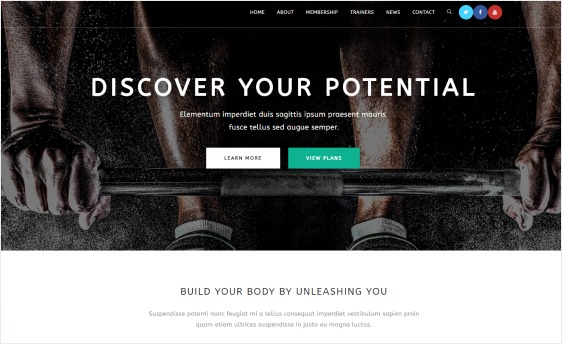 HOME ABOUT MEMBERSHIP TRAINERS NEWS CONTACT
DISCOVER YOUR POTENTIAL
Elementum imperdiet duis sagittis ipsum praesent mauris
fusce tellus sed augue semper.
LEARN MORE VIEW PLANS
BUILD YOUR BODY BY UNLEASHING YOU
Suspendisse potenti nunc feugiat mi a tellus consequat imperdiet vestibulum sapien proin
quam etiam ultrices suspendisse in justo eu magna luctus.